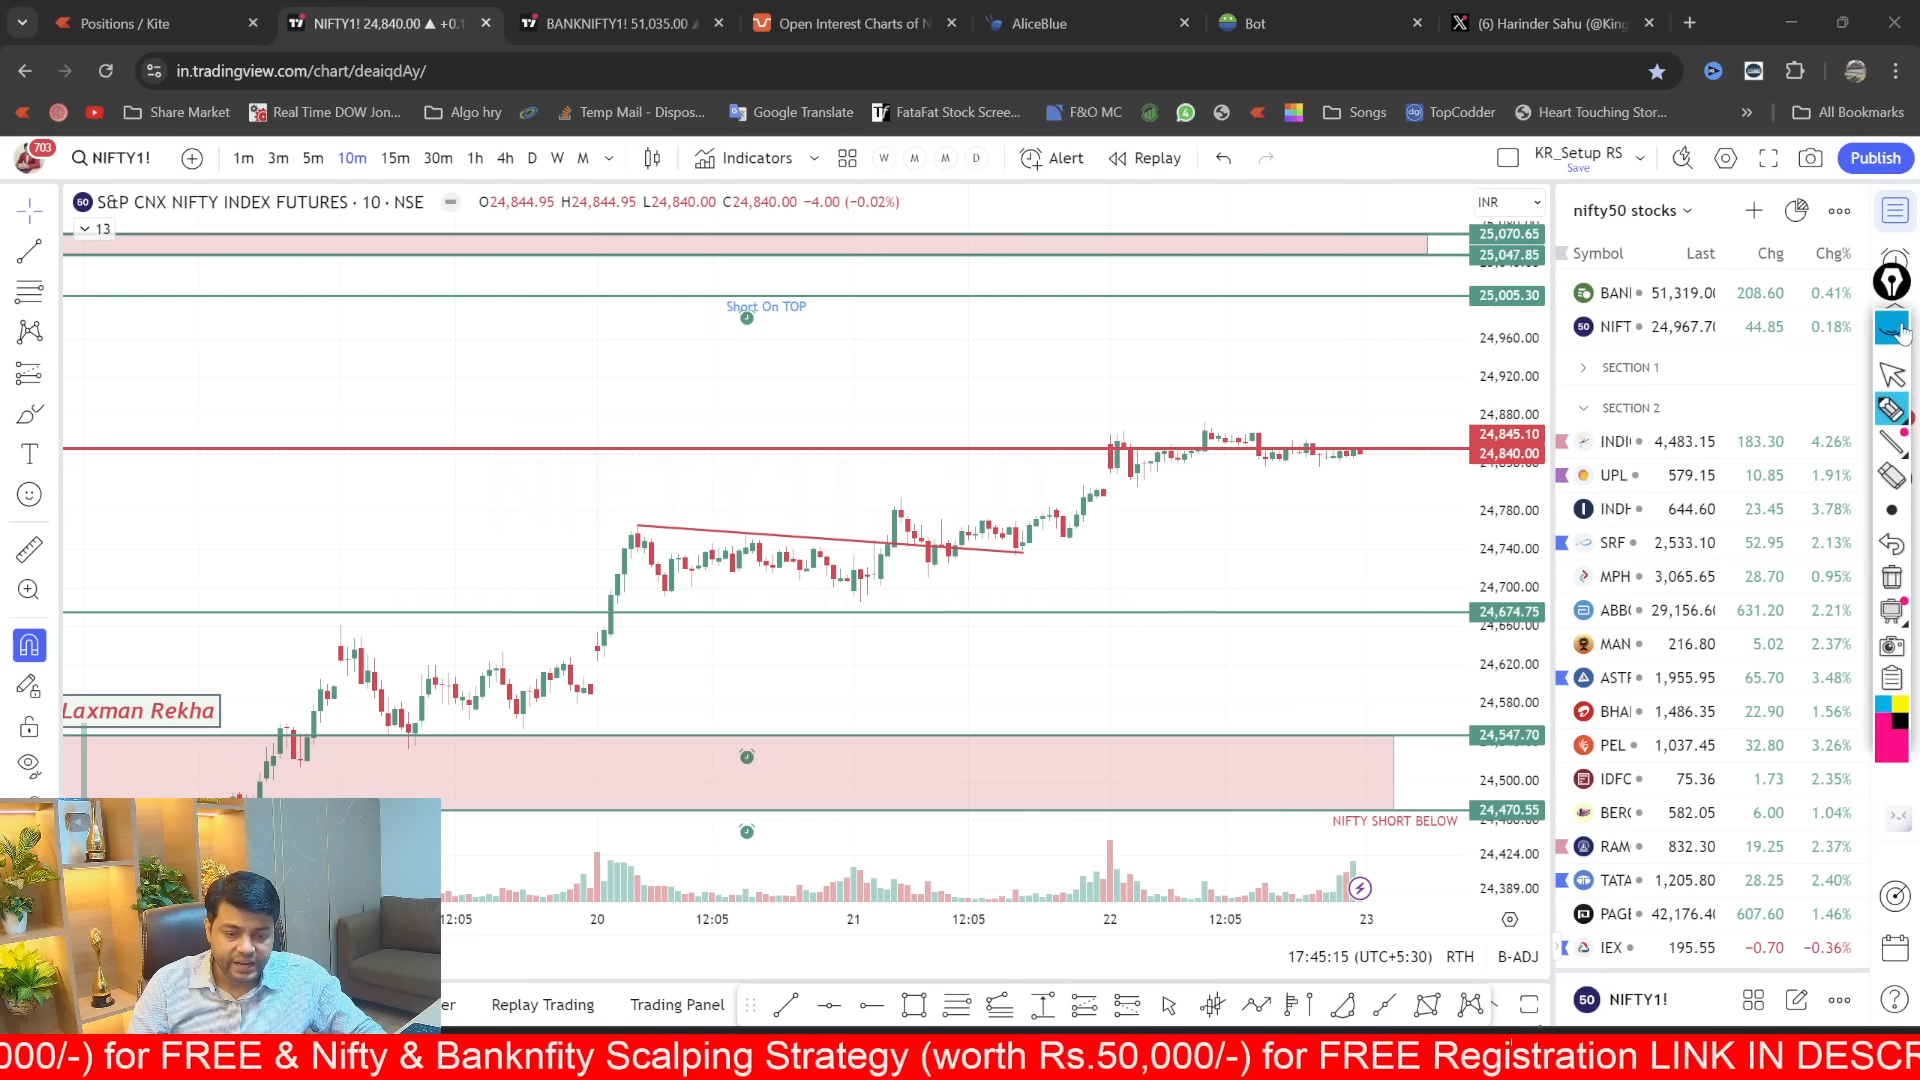 Positions / Kite
NIFTY1! 24,840.00 ▲ +0.1
BANKNIFTY1! 51,035.00
Open Interest Charts of N
AliceBlue
Bot
(6) Harinder Sahu (@King
in.tradingview.com/chart/deaiqdAy/
Share Market
Real Time DOW Jon...
Algo hry
Temp Mail - Dispos...
Google Translate
FataFat Stock Scree...
F&O MC
Songs
TopCodder
Heart Touching Stor...
All Bookmarks
703
NIFTY1!
1m 3m 5m 10m 15m 30m 1h 4h D W M
Indicators
W M M D
Alert
Replay
KR_Setup RS
Save
Publish
S&P CNX NIFTY INDEX FUTURES · 10 · NSE
O24,844.95 H24,844.95 L24,840.00 C24,840.00 −4.00 (−0.02%)
13
INR
25,070.65
25,047.85
25,005.30
Short On TOP
24,960.00
24,920.00
24,880.00
24,845.10
24,840.00
24,780.00
24,740.00
24,700.00
24,674.75
24,660.00
24,620.00
24,580.00
Laxman Rekha
24,547.70
24,500.00
24,470.55
NIFTY SHORT BELOW
24,424.00
24,389.00
12:05 20 12:05 21 12:05 22 12:05 23
17:45:15 (UTC+5:30) RTH B-ADJ
Replay Trading
Trading Panel
nifty50 stocks
Symbol Last Chg Chg%
BANI 51,319.00 208.60 0.41%
NIFT 24,967.70 44.85 0.18%
SECTION 1
SECTION 2
INDI 4,483.15 183.30 4.26%
UPL 579.15 10.85 1.91%
INDH 644.60 23.45 3.78%
SRF 2,533.10 52.95 2.13%
MPH 3,065.65 28.70 0.95%
ABB 29,156.60 631.20 2.21%
MAN 216.80 5.02 2.37%
ASTF 1,955.95 65.70 3.48%
BHA 1,486.35 22.90 1.56%
PEL 1,037.45 32.80 3.26%
IDFC 75.36 1.73 2.35%
BERG 582.05 6.00 1.04%
RAM 832.30 19.25 2.37%
TATA 1,205.80 28.25 2.40%
PAGE 42,176.40 607.60 1.46%
IEX 195.55 −0.70 −0.36%
NIFTY1!
000/-) for FREE & Nifty & Banknfity Scalping Strategy (worth Rs.50,000/-) for FREE Registration LINK IN DESCR